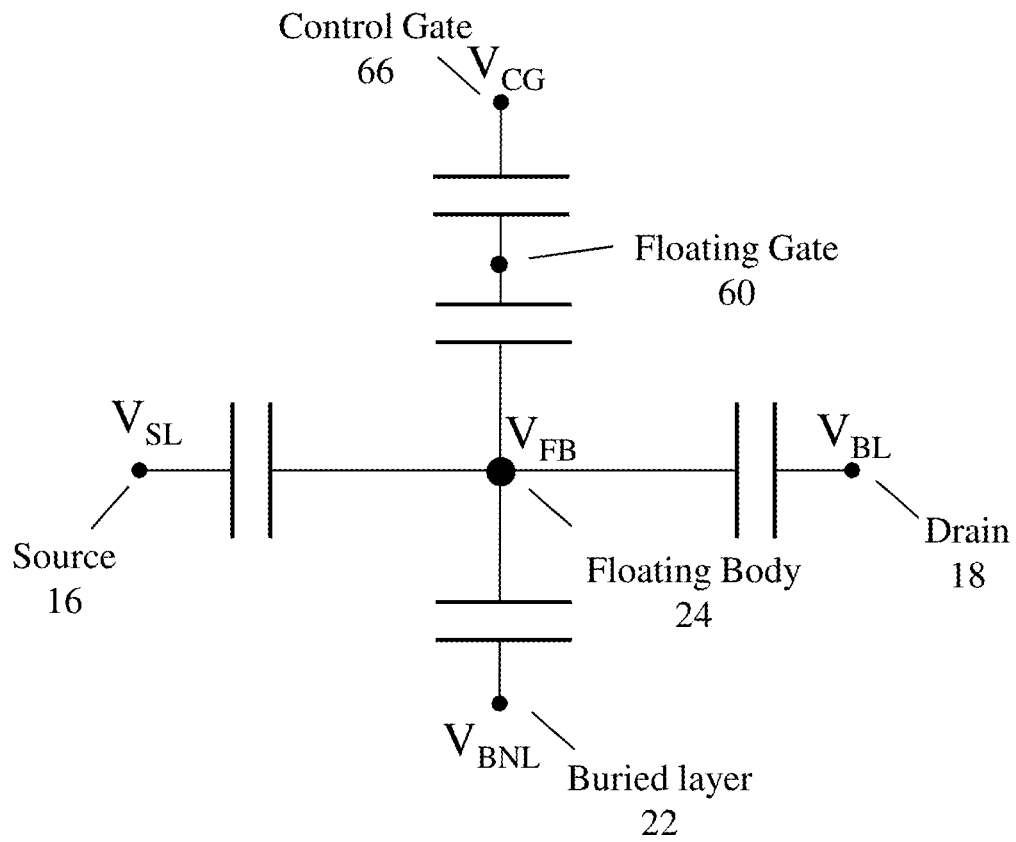 Control Gate
66
V_CG
Floating Gate
60
V_SL
V_FB
V_BL
Source
16
Drain
18
Floating Body
24
V_BNL
Buried layer
22